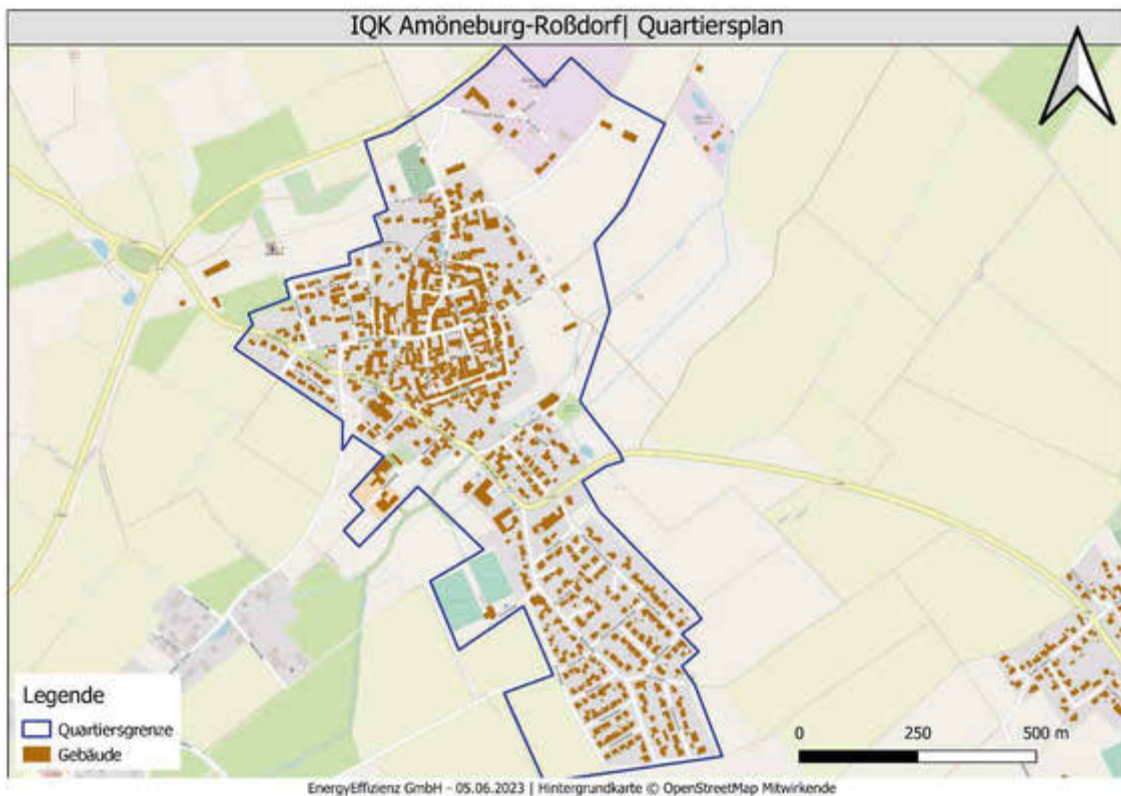 IQK Amöneburg-Roßdorf| Quartiersplan
Legende
Quartiersgrenze
Gebäude
0 250 500 m
EnergyEffizienz GmbH - 05.06.2023 | Hintergrundkarte © OpenStreetMap Mitwirkende